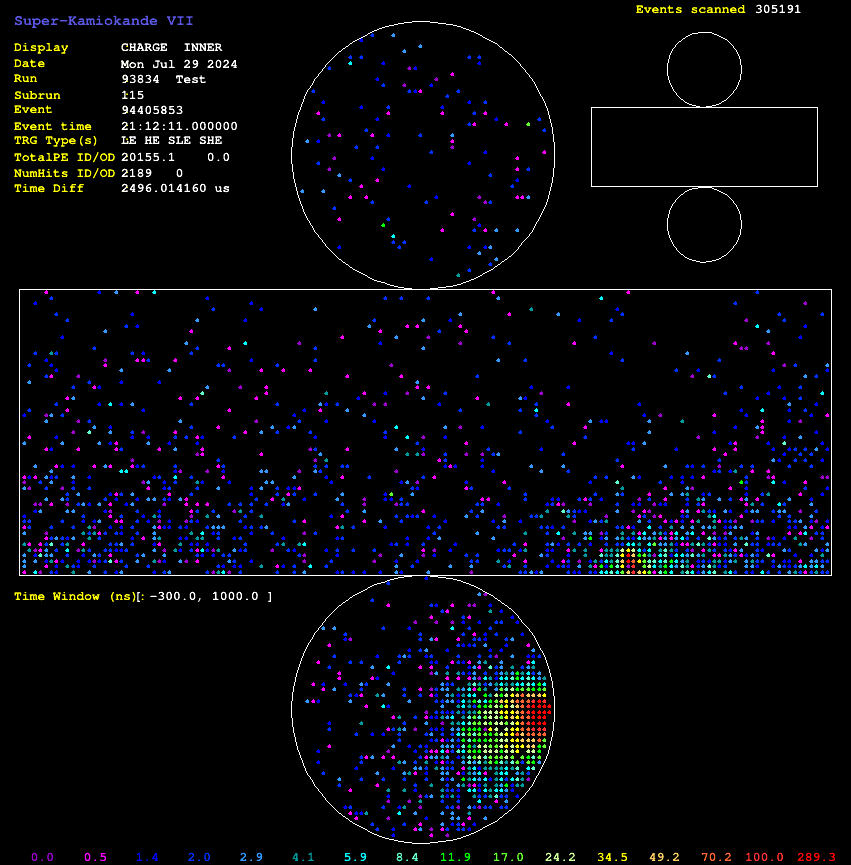 Super-Kamiokande VII
Events scanned 305191
Display CHARGE INNER
Date Mon Jul 29 2024
Run 93834 Test
Subrun 115
Event 94405853
Event time 21:12:11.000000
TRG Type(s) LE HE SLE SHE
TotalPE ID/OD 20155.1 0.0
NumHits ID/OD 2189 0
Time Diff 2496.014160 us
Time Window (ns)[: -300.0, 1000.0 ]
0.0 0.5 1.4 2.0 2.9 4.1 5.9 8.4 11.9 17.0 24.2 34.5 49.2 70.2 100.0 289.3